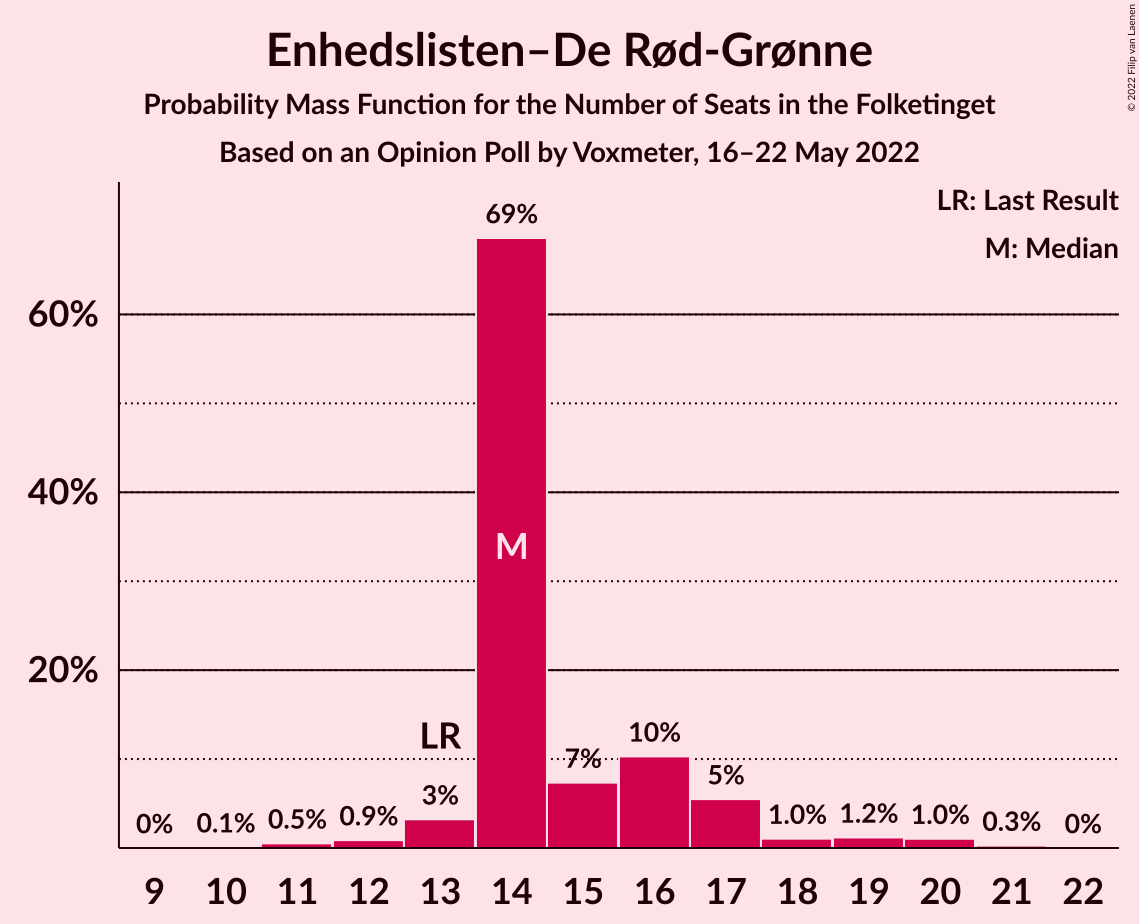 Enhedslisten–De Rød-Grønne
Probability Mass Function for the Number of Seats in the Folketinget
Based on an Opinion Poll by Voxmeter, 16–22 May 2022
© 2022 Filip van Laenen
LR: Last Result
M: Median
69%
60%
40%
M
20%
LR
10%
7%
5%
3%
0% 0.1% 0.5% 0.9% 1.0% 1.2% 1.0% 0.3% 0%
9 10 11 12 13 14 15 16 17 18 19 20 21 22